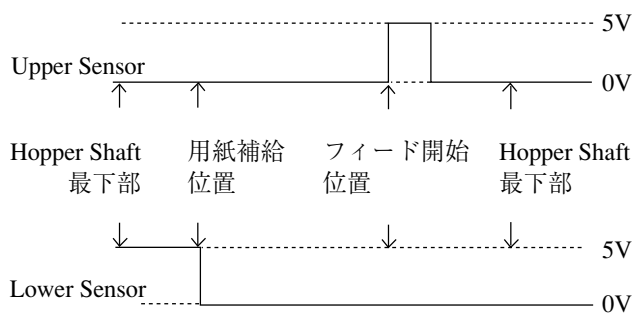 5V
Upper Sensor
0V
Hopper Shaft 用紙補給 フィード開始 Hopper Shaft
最下部 位置 位置 最下部
5V
Lower Sensor
0V